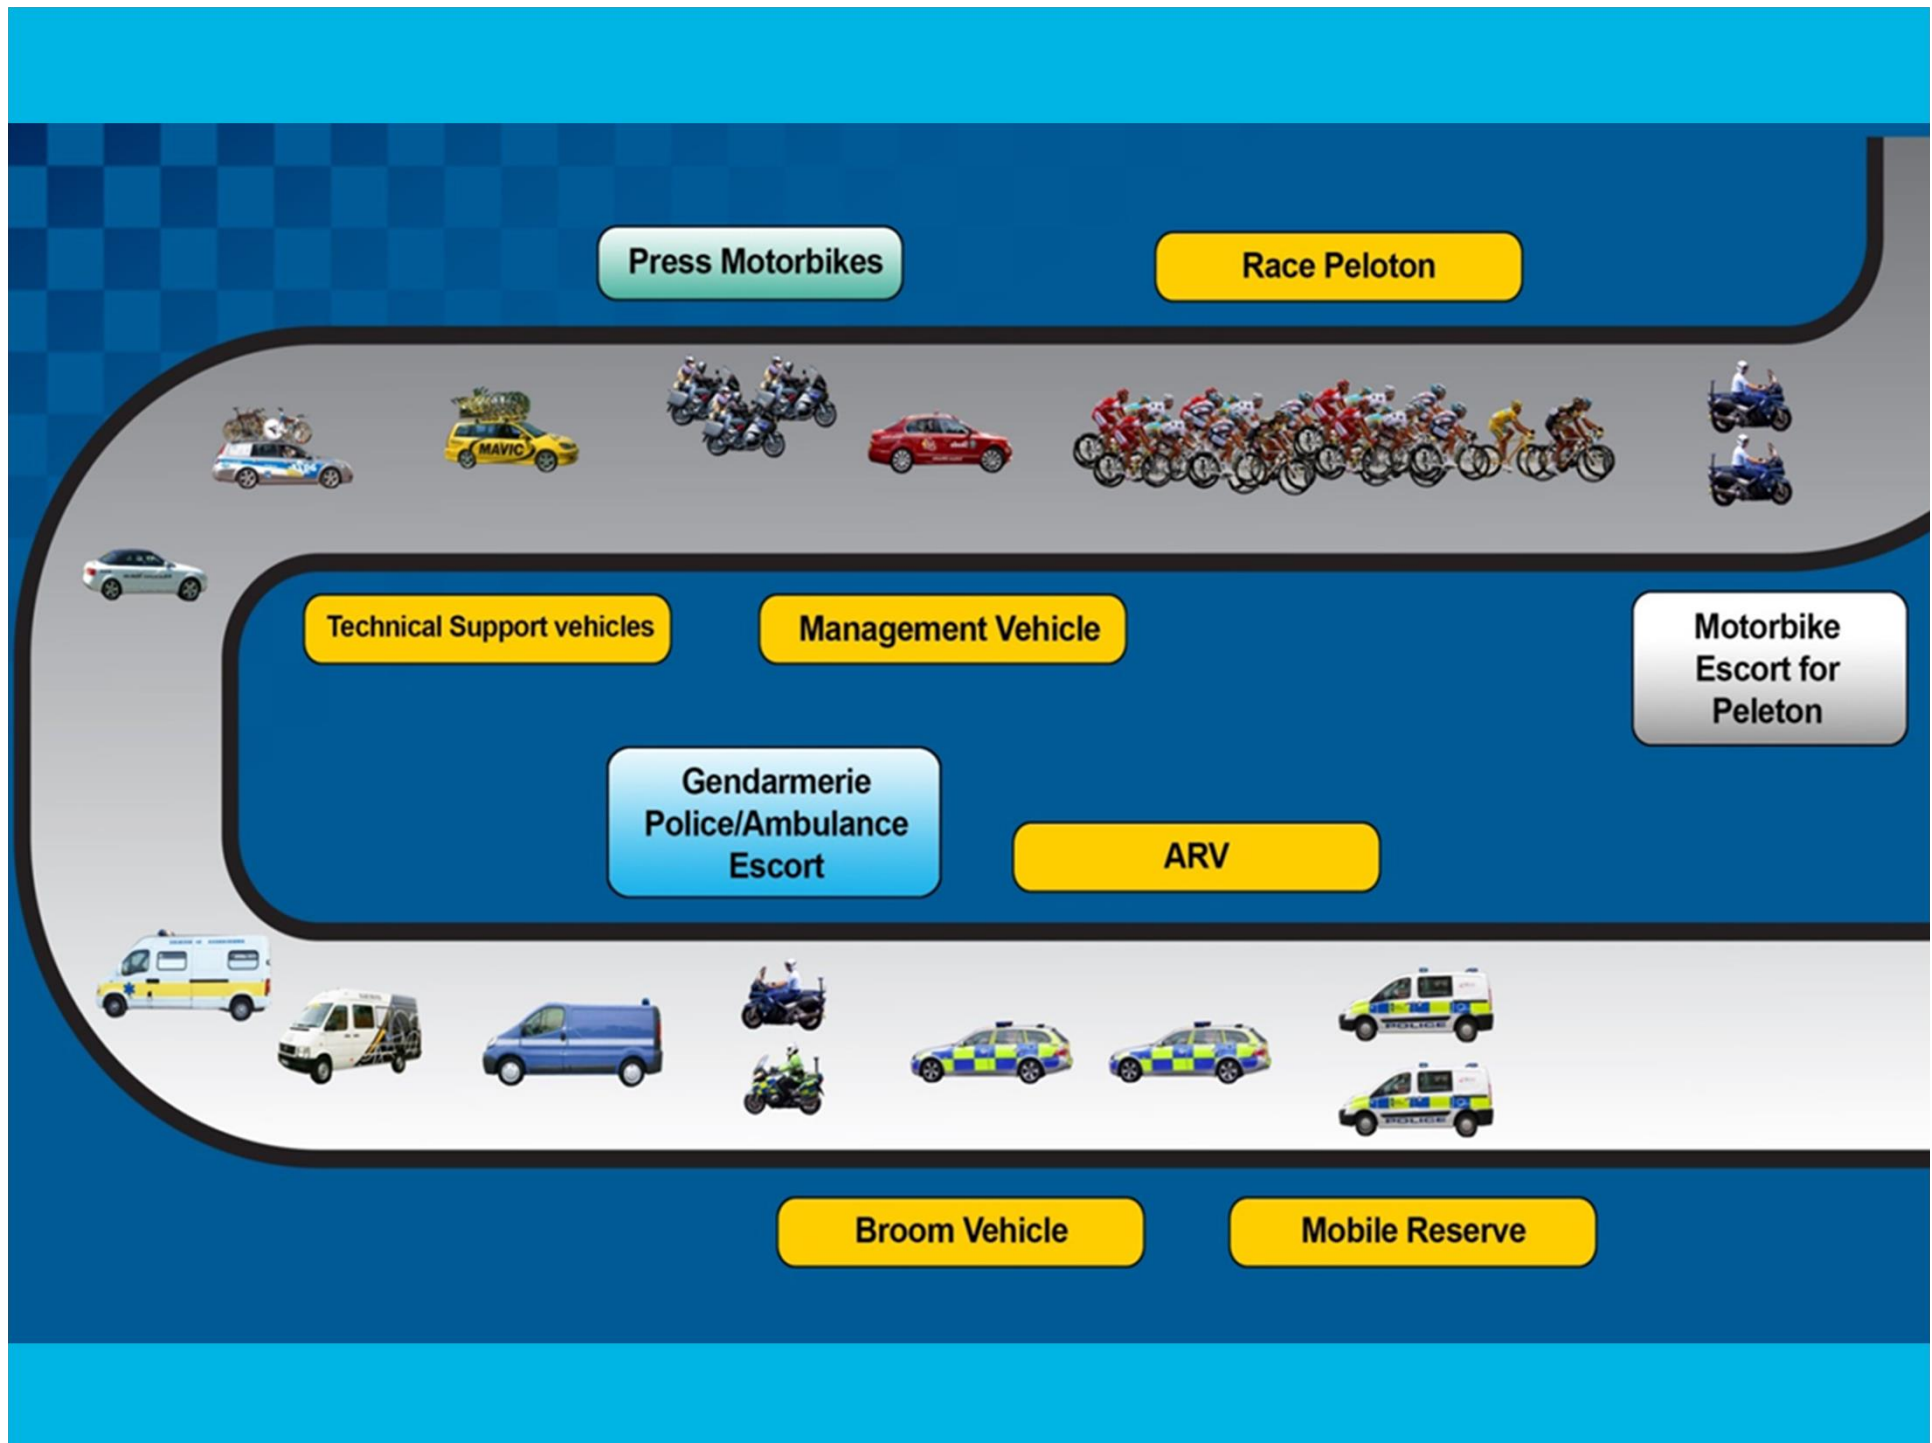 Press Motorbikes
Race Peloton
MAVIC
Technical Support vehicles
Management Vehicle
Motorbike
Escort for
Peleton
Gendarmerie
Police/Ambulance
Escort
ARV
POLICE
POLICE
Broom Vehicle
Mobile Reserve